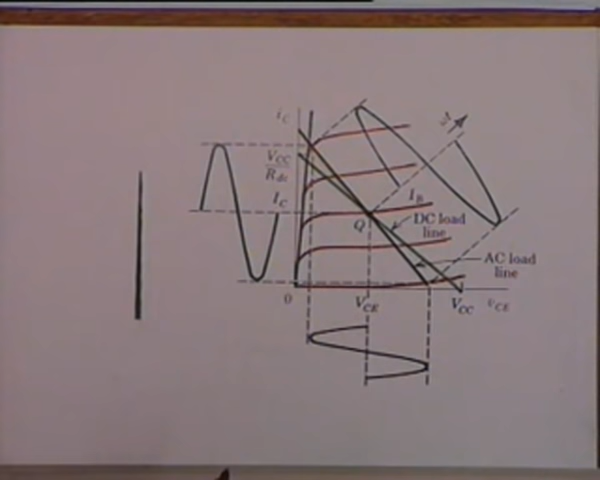 i_C
V_CC
R_dc
I_C
I_B
Q
DC load
line
AC load
line
0
V_CE
V_CC
v_CE